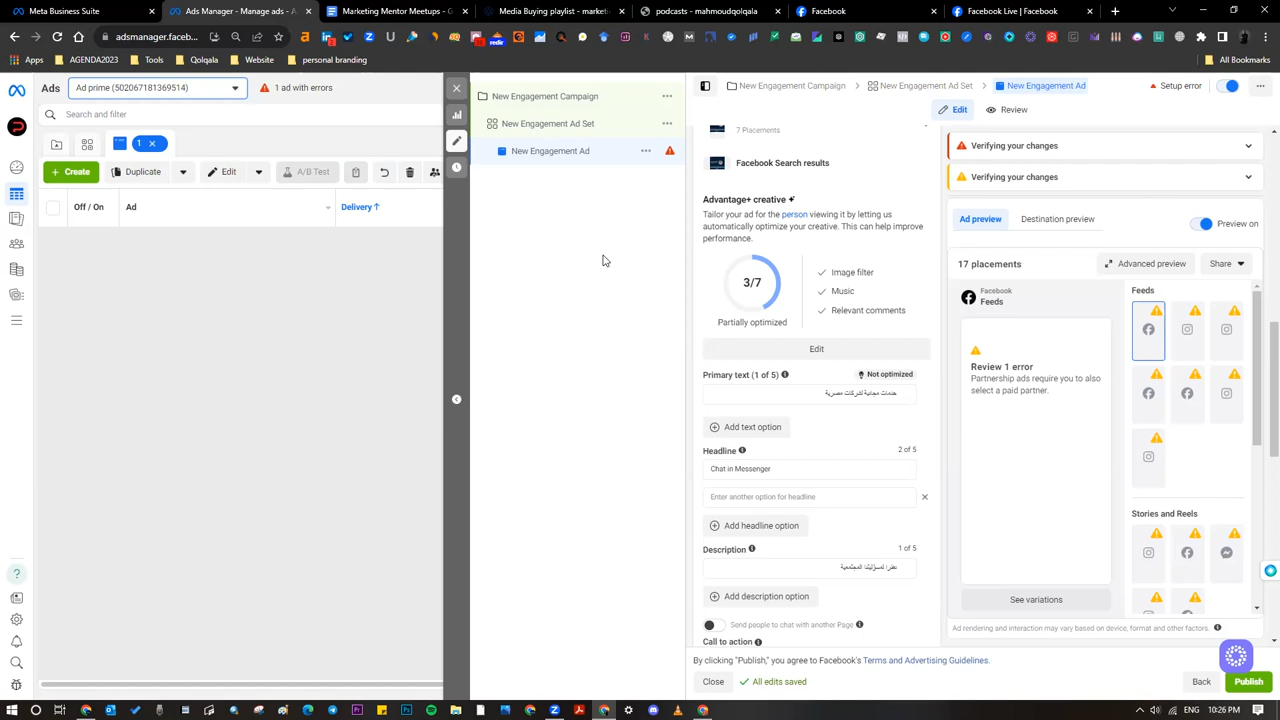 Meta Business Suite
Ads Manager - Manage ads -
Marketing Mentor Meetups - G
Media Buying playlist - market
podcasts - mahmoudqolqala
Facebook
Facebook Live | Facebook
adsmanager.facebook...
redir
Apps
AGENDA2023
Tools
Qolqala
Website
personal branding
All Bookmarks
Ads
Ad prime (502067181369514)
1 ad with errors
New Engagement Campaign
New Engagement Ad Set
New Engagement Ad
Setup error
Search and filter
New Engagement Campaign
New Engagement Ad Set
New Engagement Ad
Edit
Review
1
Create
Duplicate
Edit
A/B Test
Off / On
Ad
Delivery ↑
7 Placements
Facebook Search results
Advantage+ creative
Tailor your ad for the person viewing it by letting us
automatically optimize your creative. This can help improve
performance.
3/7
Partially optimized
Image filter
Music
Relevant comments
Edit
Primary text (1 of 5)
Not optimized
خدمات مجانية لشركات مصرية
Add text option
Headline
2 of 5
Chat in Messenger
Enter another option for headline
Add headline option
Description
1 of 5
نظرا لمسؤليتنا المجتمعية
Add description option
Send people to chat with another Page
Call to action
Verifying your changes
Verifying your changes
Ad preview
Destination preview
Preview on
17 placements
Advanced preview
Share
Facebook
Feeds
Review 1 error
Partnership ads require you to also
select a paid partner.
See variations
Feeds
Stories and Reels
Ad rendering and interaction may vary based on device, format and other factors.
By clicking "Publish," you agree to Facebook's Terms and Advertising Guidelines.
Close
All edits saved
Back
Publish
10:26 PM